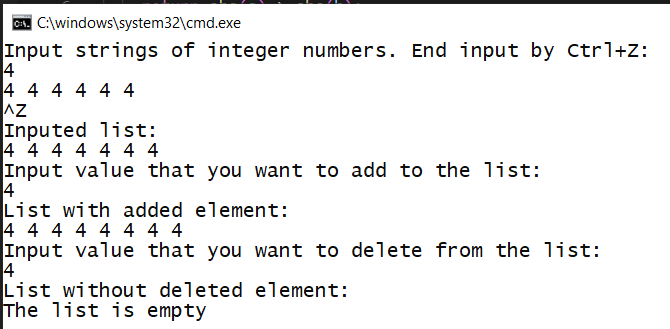 C:\windows\system32\cmd.exe
Input strings of integer numbers. End input by Ctrl+Z:
4
4 4 4 4 4 4
^Z
Inputed list:
4 4 4 4 4 4 4
Input value that you want to add to the list:
4
List with added element:
4 4 4 4 4 4 4 4
Input value that you want to delete from the list:
4
List without deleted element:
The list is empty